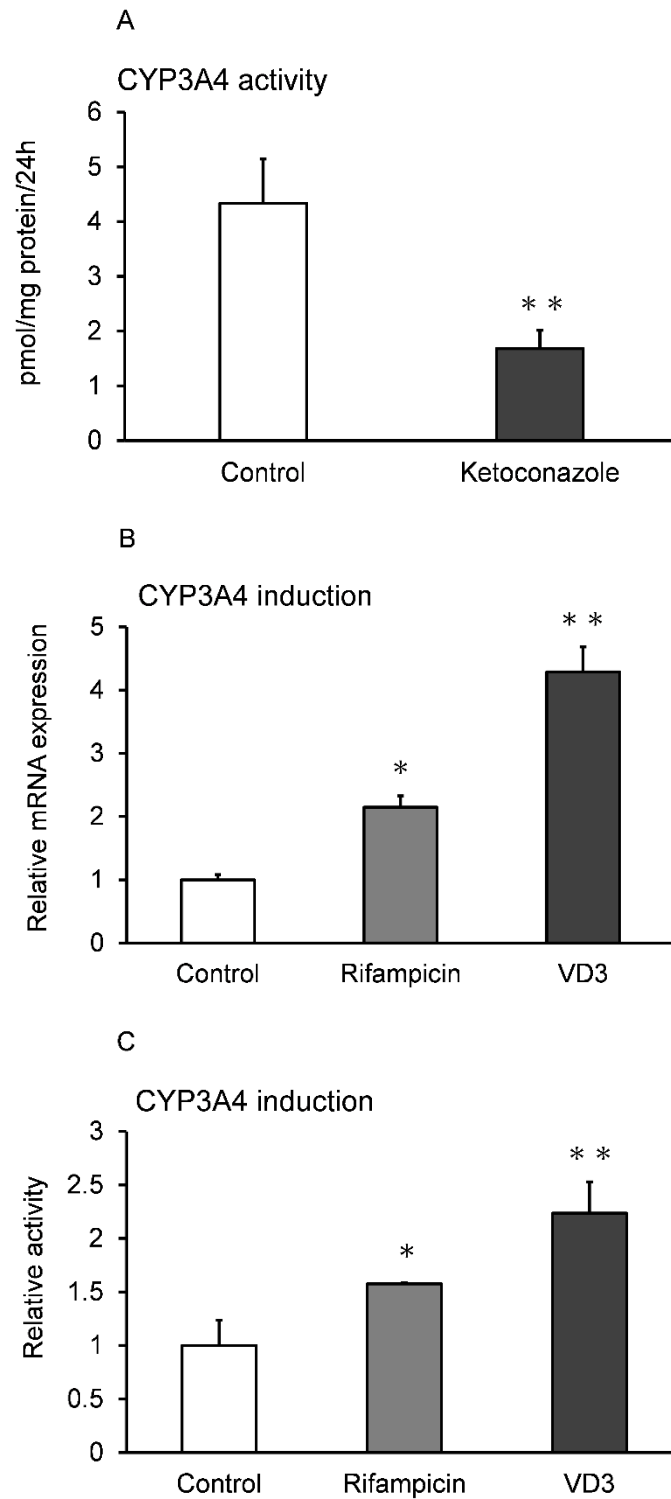 A
CYP3A4 activity
pmol/mg protein/24h
6
5
4
3
2
1
0
**
Control
Ketoconazole
B
CYP3A4 induction
Relative mRNA expression
5
4
3
2
1
0
*
**
Control
Rifampicin
VD3
C
CYP3A4 induction
Relative activity
3
2.5
2
1.5
1
0.5
0
*
**
Control
Rifampicin
VD3